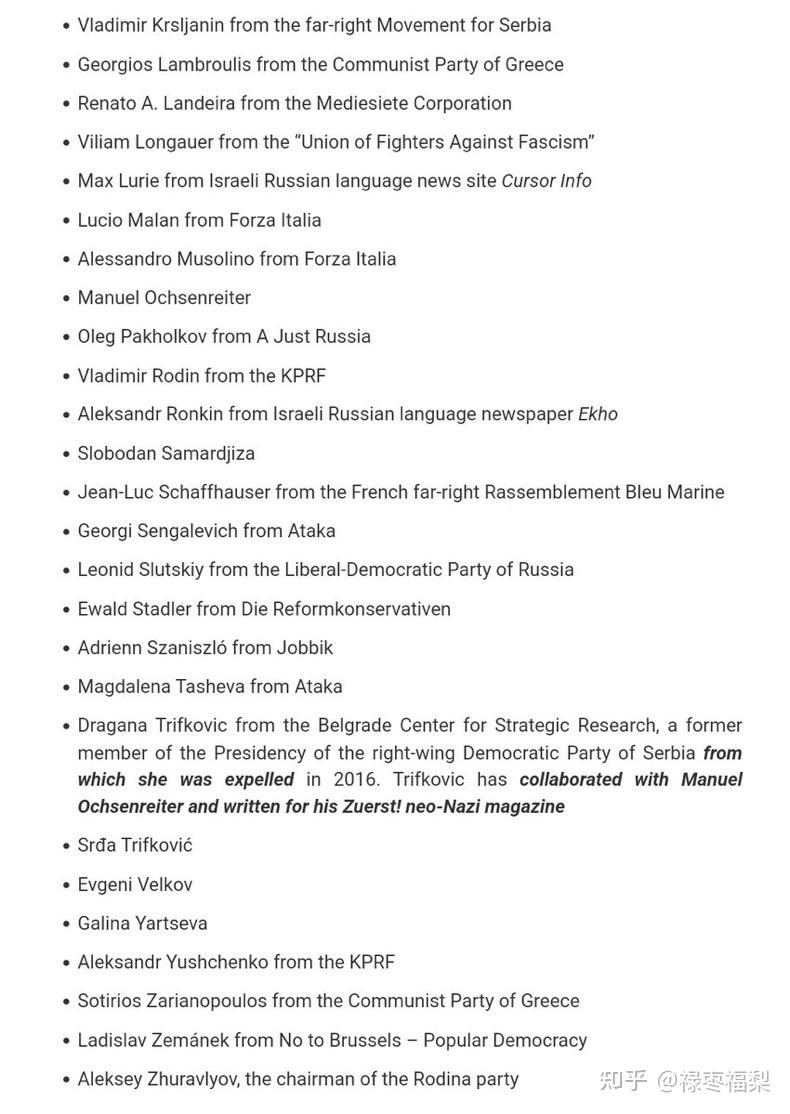 • Vladimir Krsljanin from the far-right Movement for Serbia
• Georgios Lambroulis from the Communist Party of Greece
• Renato A. Landeira from the Mediesiete Corporation
• Viliam Longauer from the “Union of Fighters Against Fascism”
• Max Lurie from Israeli Russian language news site Cursor Info
• Lucio Malan from Forza Italia
• Alessandro Musolino from Forza Italia
• Manuel Ochsenreiter
• Oleg Pakholkov from A Just Russia
• Vladimir Rodin from the KPRF
• Aleksandr Ronkin from Israeli Russian language newspaper Ekho
• Slobodan Samardjiza
• Jean-Luc Schaffhauser from the French far-right Rassemblement Bleu Marine
• Georgi Sengalevich from Ataka
• Leonid Slutskiy from the Liberal-Democratic Party of Russia
• Ewald Stadler from Die Reformkonservativen
• Adrienn Szaniszló from Jobbik
• Magdalena Tasheva from Ataka
• Dragana Trifkovic from the Belgrade Center for Strategic Research, a former
member of the Presidency of the right-wing Democratic Party of Serbia from
which she was expelled in 2016. Trifkovic has collaborated with Manuel
Ochsenreiter and written for his Zuerst! neo-Nazi magazine
• Srđa Trifković
• Evgeni Velkov
• Galina Yartseva
• Aleksandr Yushchenko from the KPRF
• Sotirios Zarianopoulos from the Communist Party of Greece
• Ladislav Zemánek from No to Brussels – Popular Democracy
• Aleksey Zhuravlyov, the chairman of the Rodina party
知乎 @禄枣福梨